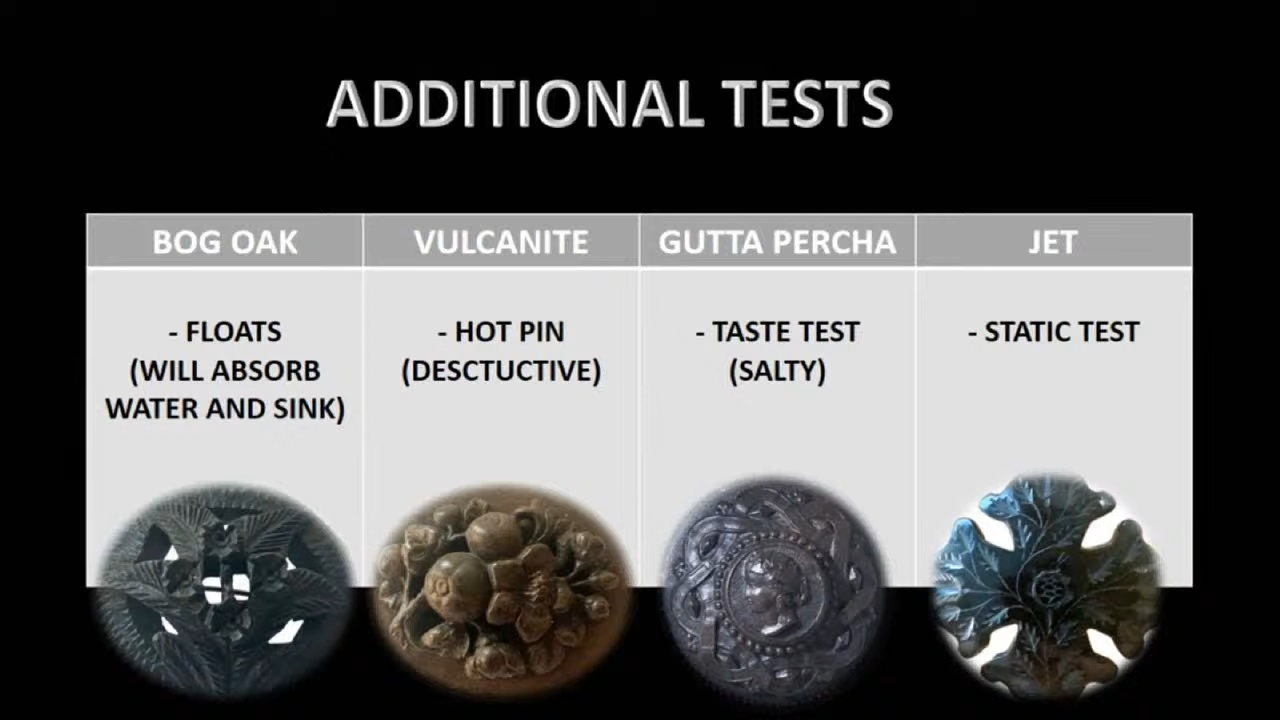 ADDITIONAL TESTS
BOG OAK
VULCANITE
GUTTA PERCHA
JET
- FLOATS
(WILL ABSORB
WATER AND SINK)
- HOT PIN
(DESCTUCTIVE)
- TASTE TEST
(SALTY)
- STATIC TEST